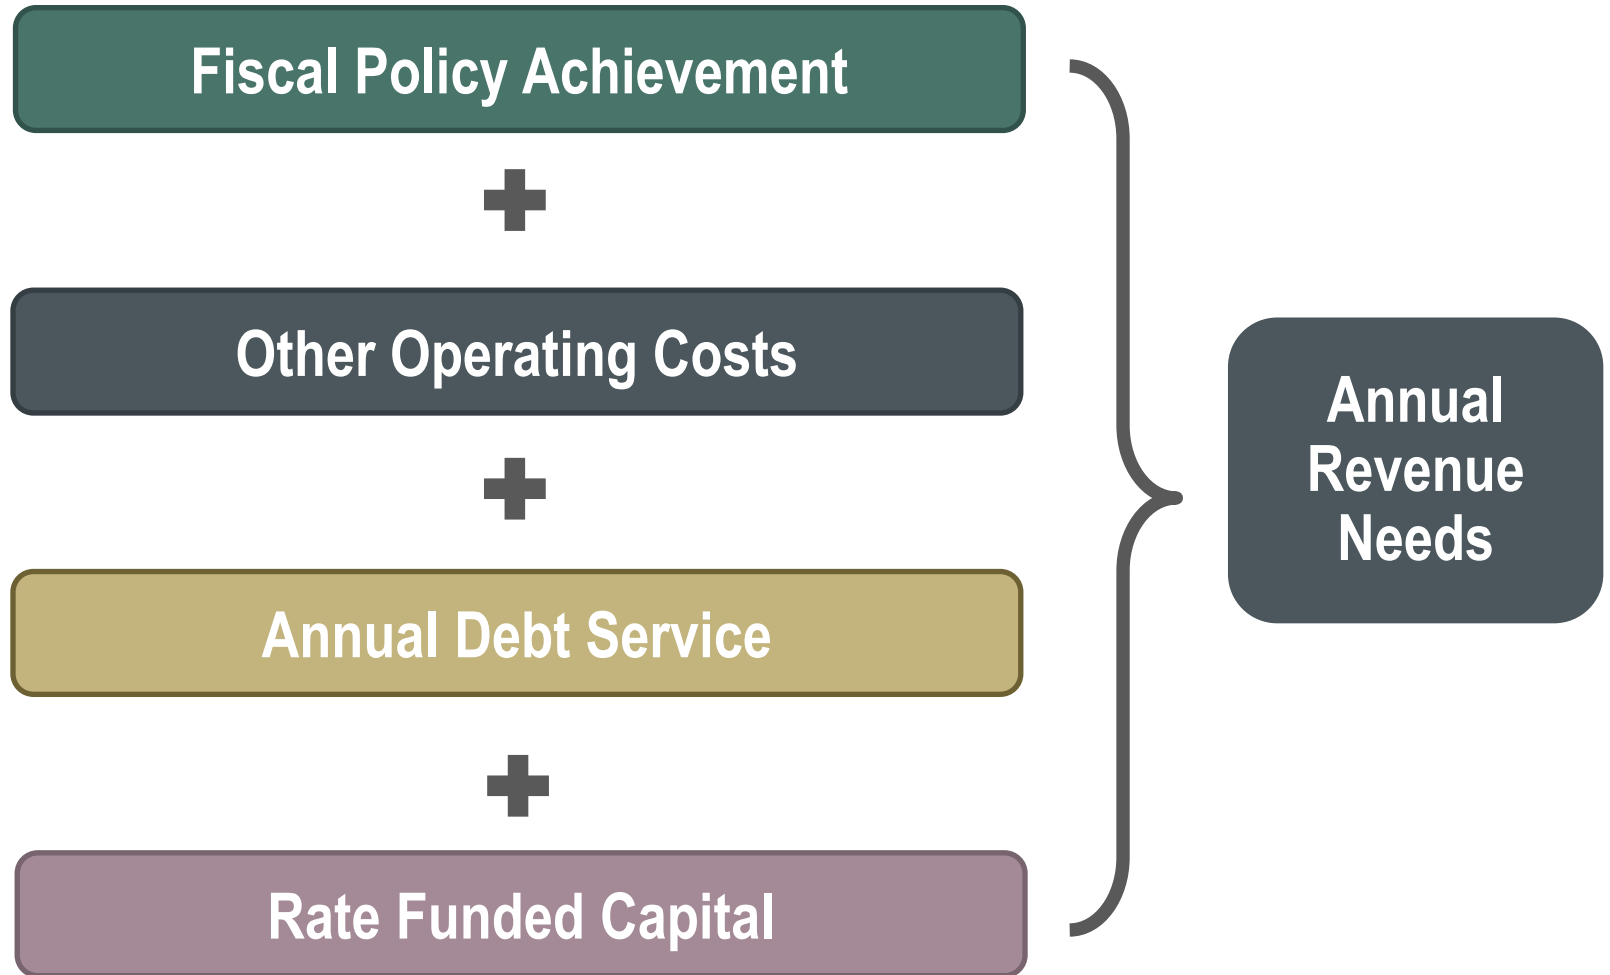 Fiscal Policy Achievement
Other Operating Costs
Annual Debt Service
Rate Funded Capital
Annual
Revenue
Needs